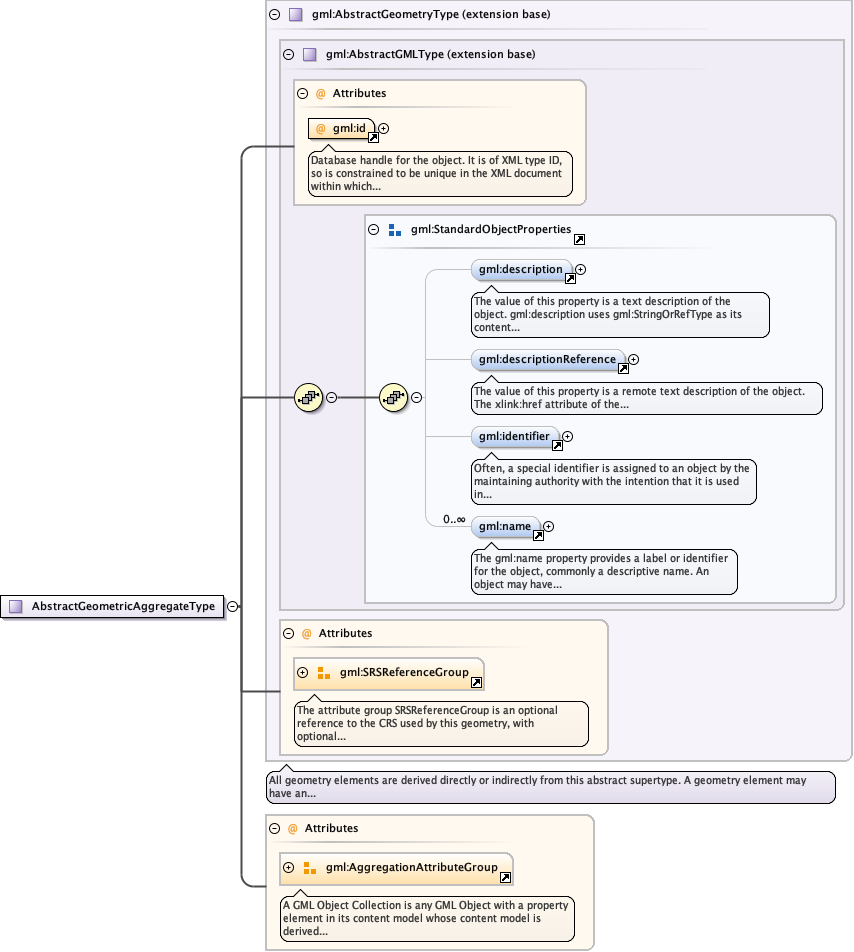 gml:AbstractGeometryType (extension base)
gml:AbstractGMLType (extension base)
@ Attributes
@ gml:id
Database handle for the object. It is of XML type ID,
so is constrained to be unique in the XML document
within which...
gml:StandardObjectProperties
gml:description
The value of this property is a text description of the
object. gml:description uses gml:StringOrRefType as its
content...
gml:descriptionReference
The value of this property is a remote text description of the object.
The xlink:href attribute of the...
gml:identifier
Often, a special identifier is assigned to an object by the
maintaining authority with the intention that it is used
in...
0..∞
gml:name
The gml:name property provides a label or identifier
for the object, commonly a descriptive name. An
object may have...
AbstractGeometricAggregateType
@ Attributes
gml:SRSReferenceGroup
The attribute group SRSReferenceGroup is an optional
reference to the CRS used by this geometry, with
optional...
All geometry elements are derived directly or indirectly from this abstract supertype. A geometry element may
have an...
@ Attributes
gml:AggregationAttributeGroup
A GML Object Collection is any GML Object with a property
element in its content model whose content model is
derived...